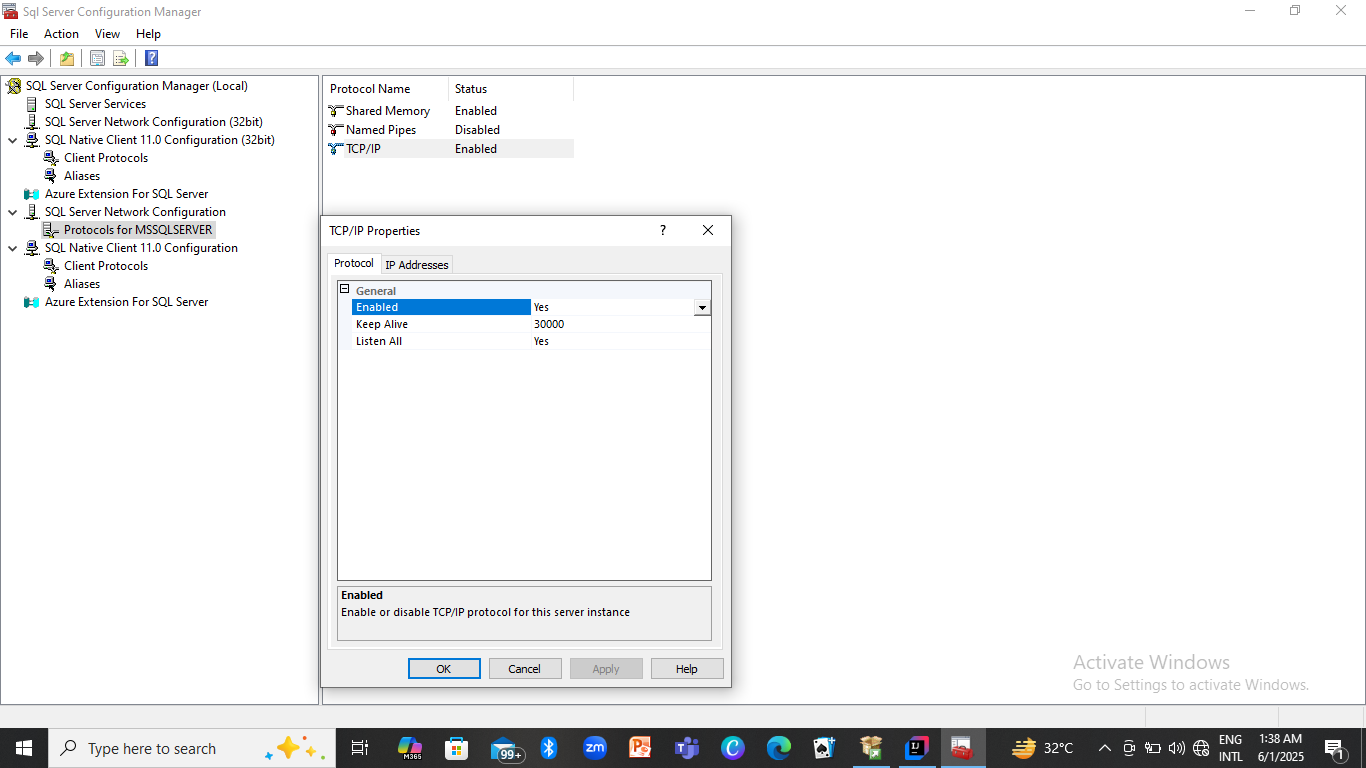 Sql Server Configuration Manager
File Action View Help
SQL Server Configuration Manager (Local)
SQL Server Services
SQL Server Network Configuration (32bit)
SQL Native Client 11.0 Configuration (32bit)
Client Protocols
Aliases
Azure Extension For SQL Server
SQL Server Network Configuration
Protocols for MSSQLSERVER
SQL Native Client 11.0 Configuration
Client Protocols
Aliases
Azure Extension For SQL Server
Protocol Name Status
Shared Memory Enabled
Named Pipes Disabled
TCP/IP Enabled
TCP/IP Properties
Protocol IP Addresses
General
Enabled Yes
Keep Alive 30000
Listen All Yes
Enabled
Enable or disable TCP/IP protocol for this server instance
OK Cancel Apply Help
Activate Windows
Go to Settings to activate Windows.
Type here to search
M365
99+
zm
32°C
ENG
INTL
1:38 AM
6/1/2025
1